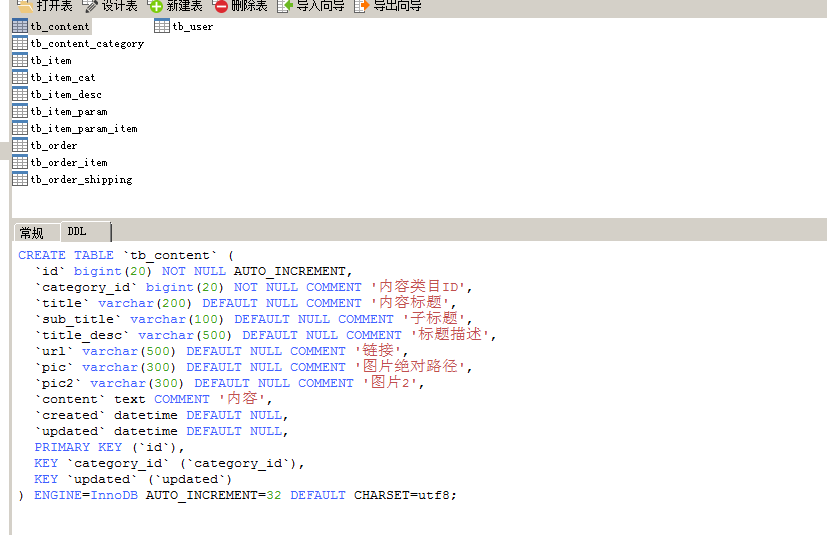 打开表 设计表 新建表 删除表 导入向导 导出向导
tb_content tb_user
tb_content_category
tb_item
tb_item_cat
tb_item_desc
tb_item_param
tb_item_param_item
tb_order
tb_order_item
tb_order_shipping
常规 DDL
CREATE TABLE `tb_content` (
  `id` bigint(20) NOT NULL AUTO_INCREMENT,
  `category_id` bigint(20) NOT NULL COMMENT '内容类目ID',
  `title` varchar(200) DEFAULT NULL COMMENT '内容标题',
  `sub_title` varchar(100) DEFAULT NULL COMMENT '子标题',
  `title_desc` varchar(500) DEFAULT NULL COMMENT '标题描述',
  `url` varchar(500) DEFAULT NULL COMMENT '链接',
  `pic` varchar(300) DEFAULT NULL COMMENT '图片绝对路径',
  `pic2` varchar(300) DEFAULT NULL COMMENT '图片2',
  `content` text COMMENT '内容',
  `created` datetime DEFAULT NULL,
  `updated` datetime DEFAULT NULL,
  PRIMARY KEY (`id`),
  KEY `category_id` (`category_id`),
  KEY `updated` (`updated`)
) ENGINE=InnoDB AUTO_INCREMENT=32 DEFAULT CHARSET=utf8;